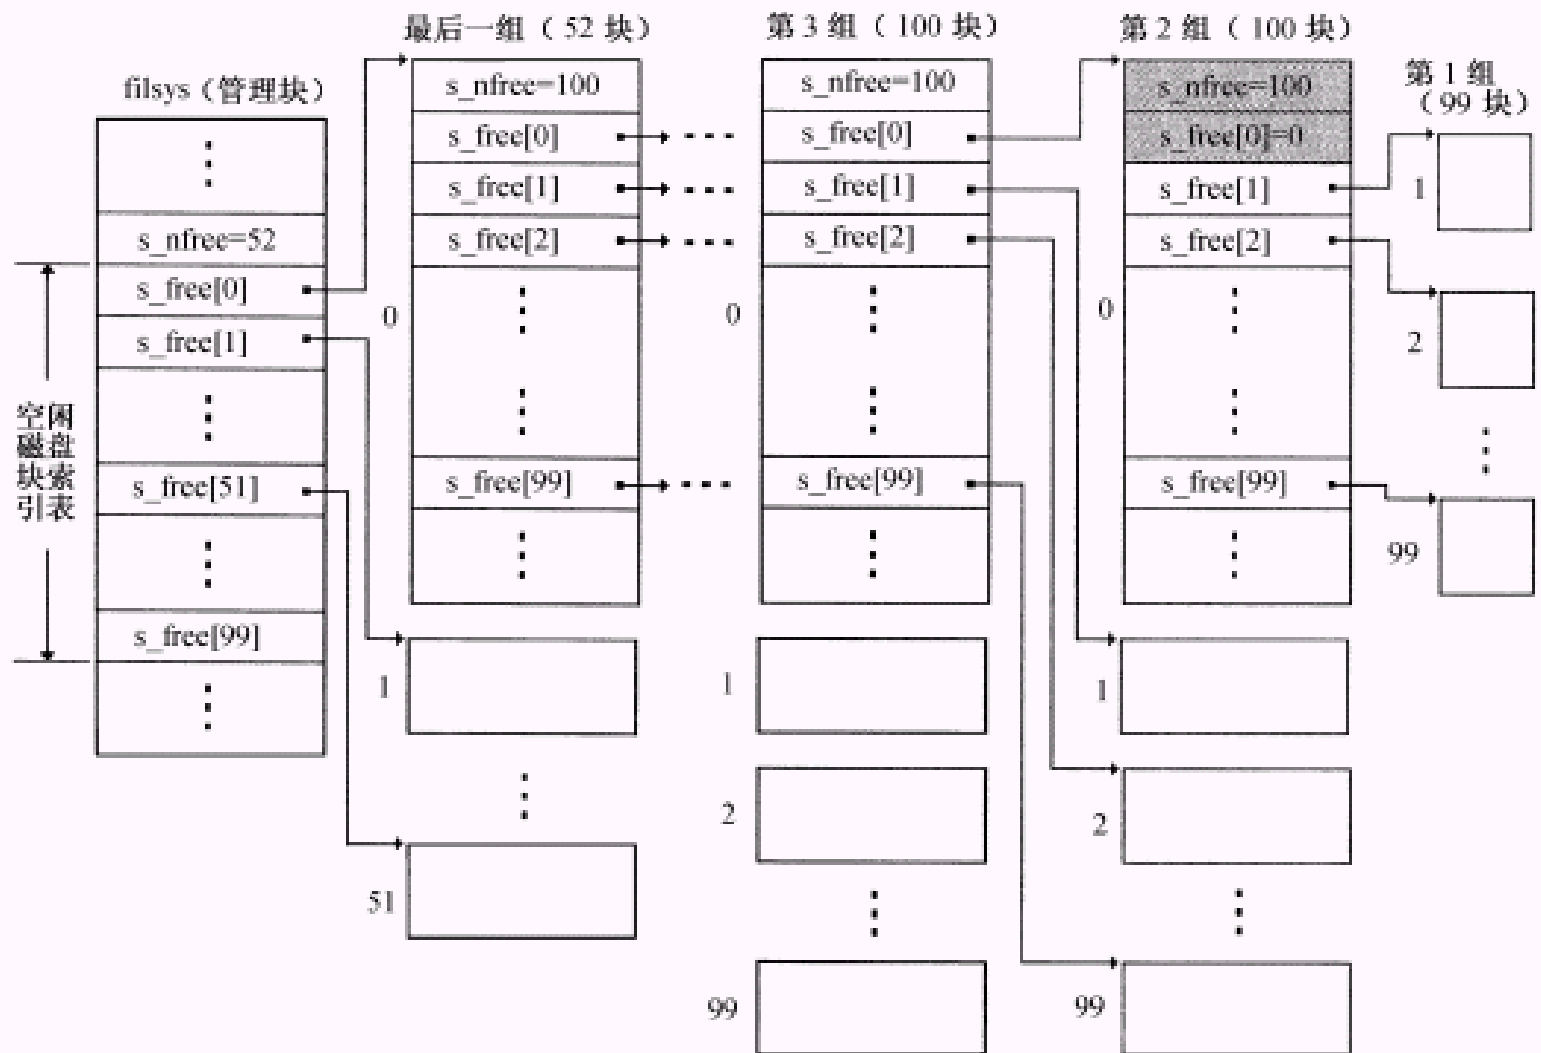 filsys（管理块）
s_nfree=52
s_free[0]
s_free[1]
s_free[51]
s_free[99]
空闲
磁盘
块索
引表
最后一组（52 块）
s_nfree=100
s_free[0]
s_free[1]
s_free[2]
s_free[99]
0
1
51
第 3 组（100 块）
s_nfree=100
s_free[0]
s_free[1]
s_free[2]
s_free[99]
0
1
2
99
第 2 组（100 块）
s_nfree=100
s_free[0]=0
s_free[1]
s_free[2]
s_free[99]
0
1
2
99
第 1 组
（99 块）
1
2
99